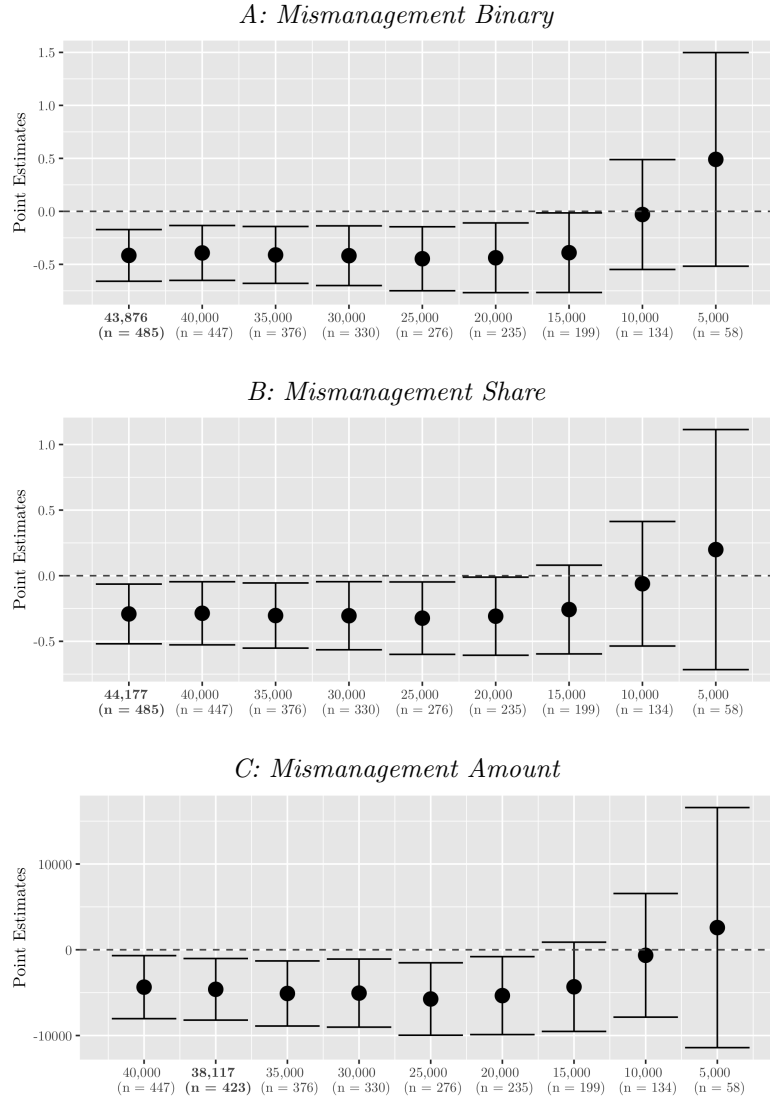 A: Mismanagement Binary
Point Estimates
1.5
1.0
0.5
0.0
-0.5
43,876 40,000 35,000 30,000 25,000 20,000 15,000 10,000 5,000
(n = 485) (n = 447) (n = 376) (n = 330) (n = 276) (n = 235) (n = 199) (n = 134) (n = 58)
B: Mismanagement Share
Point Estimates
1.0
0.5
0.0
-0.5
44,177 40,000 35,000 30,000 25,000 20,000 15,000 10,000 5,000
(n = 485) (n = 447) (n = 376) (n = 330) (n = 276) (n = 235) (n = 199) (n = 134) (n = 58)
C: Mismanagement Amount
Point Estimates
10000
0
-10000
40,000 38,117 35,000 30,000 25,000 20,000 15,000 10,000 5,000
(n = 447) (n = 423) (n = 376) (n = 330) (n = 276) (n = 235) (n = 199) (n = 134) (n = 58)